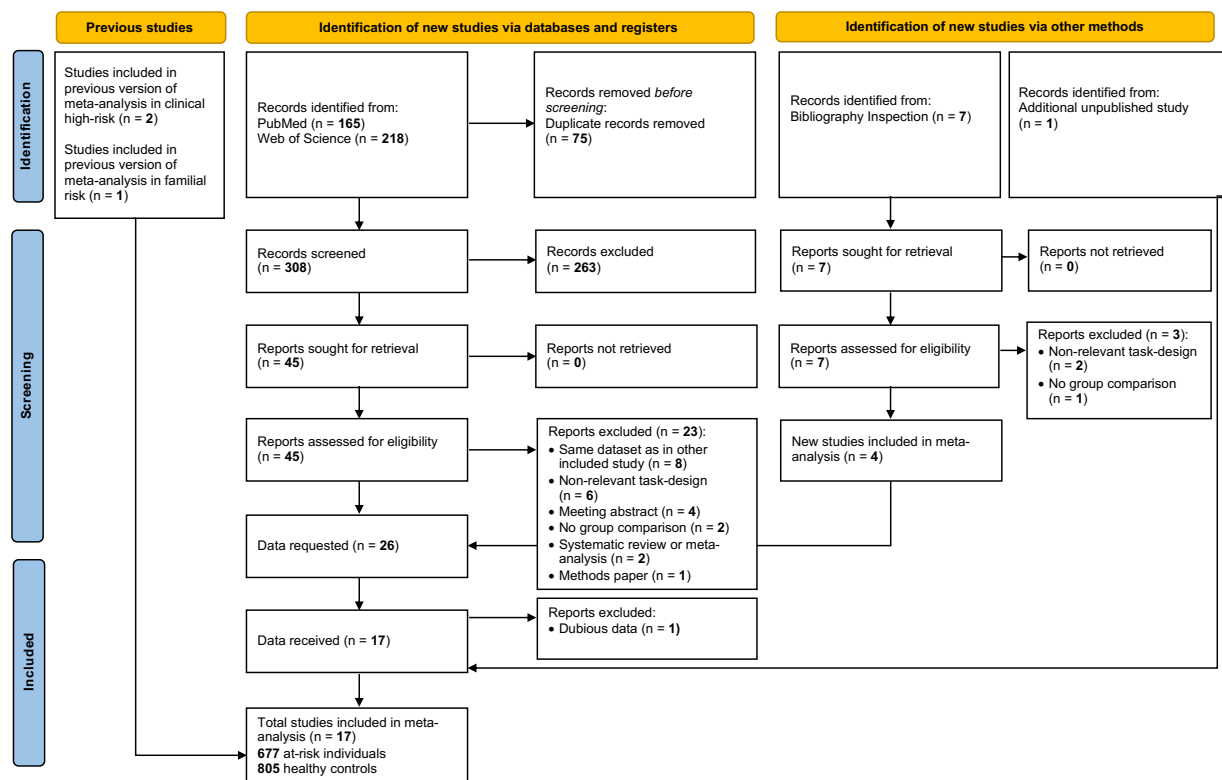 Previous studies
Identification of new studies via databases and registers
Identification of new studies via other methods
Identification
Studies included in
previous version of
meta-analysis in clinical
high-risk (n = 2)
Studies included in
previous version of
meta-analysis in familial
risk (n = 1)
Records identified from:
PubMed (n = 165)
Web of Science (n = 218)
Records removed before
screening:
Duplicate records removed
(n = 75)
Records identified from:
Bibliography Inspection (n = 7)
Records identified from:
Additional unpublished study
(n = 1)
Screening
Records screened
(n = 308)
Records excluded
(n = 263)
Reports sought for retrieval
(n = 7)
Reports not retrieved
(n = 0)
Reports sought for retrieval
(n = 45)
Reports not retrieved
(n = 0)
Reports assessed for eligibility
(n = 7)
Reports excluded (n = 3):
• Non-relevant task-design
(n = 2)
• No group comparison
(n = 1)
Reports assessed for eligibility
(n = 45)
Reports excluded (n = 23):
• Same dataset as in other
included study (n = 8)
• Non-relevant task-design
(n = 6)
• Meeting abstract (n = 4)
• No group comparison (n = 2)
• Systematic review or meta-
analysis (n = 2)
• Methods paper (n = 1)
New studies included in meta-
analysis (n = 4)
Data requested (n = 26)
Included
Data received (n = 17)
Reports excluded:
• Dubious data (n = 1)
Total studies included in meta-
analysis (n = 17)
677 at-risk individuals
805 healthy controls